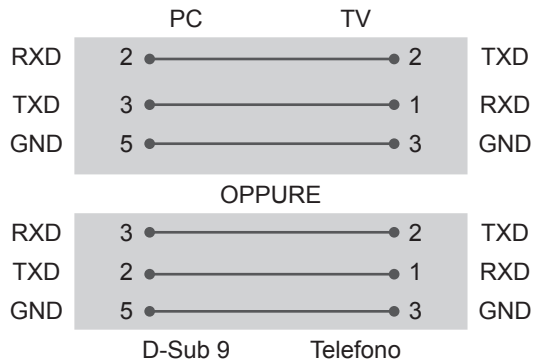 PC TV
RXD 2 2 TXD
TXD 3 1 RXD
GND 5 3 GND
OPPURE
RXD 3 2 TXD
TXD 2 1 RXD
GND 5 3 GND
D-Sub 9 Telefono